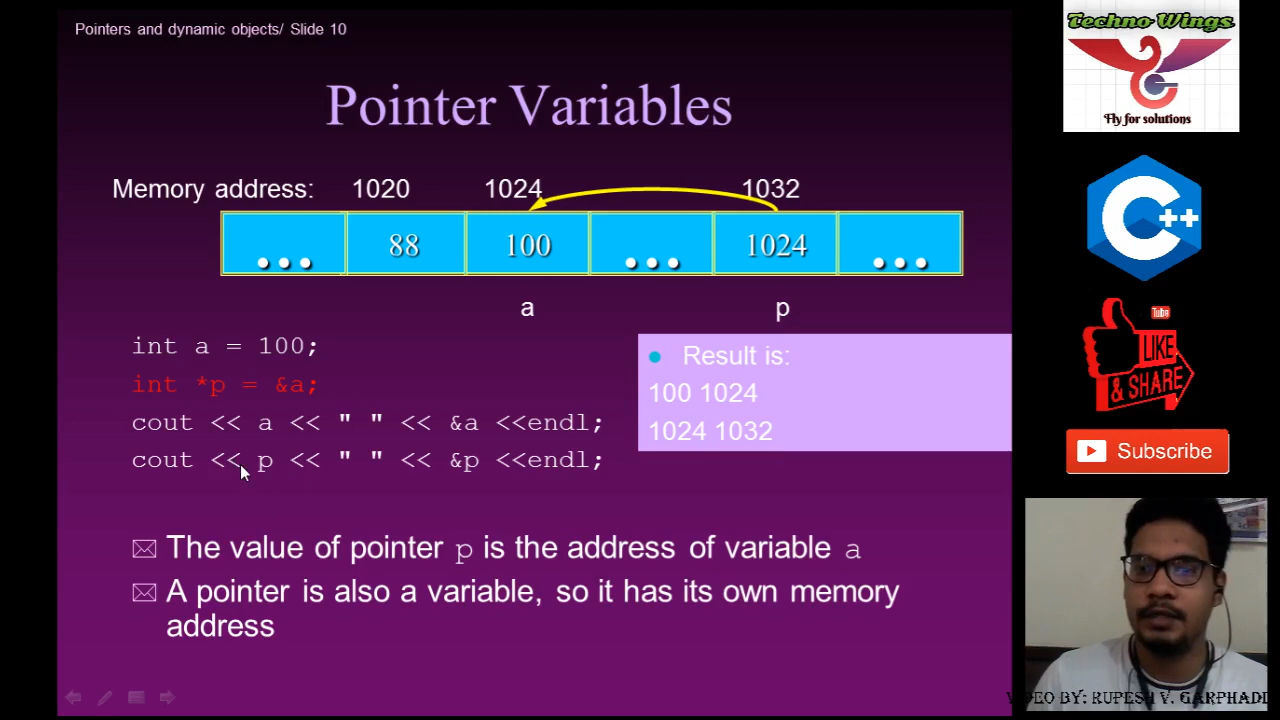 Pointers and dynamic objects/ Slide 10
Pointer Variables
Memory address: 1020 1024 1032
... 88 100 ... 1024 ...
a p
int a = 100;
int *p = &a;
cout << a << " " << &a <<endl;
cout << p << " " << &p <<endl;
Result is:
100 1024
1024 1032
The value of pointer p is the address of variable a
A pointer is also a variable, so it has its own memory
address
Techno Wings
Fly for solutions
C++
Tube
LIKE
& SHARE
Subscribe
VIDEO BY: RUPESH V. GARPHADE